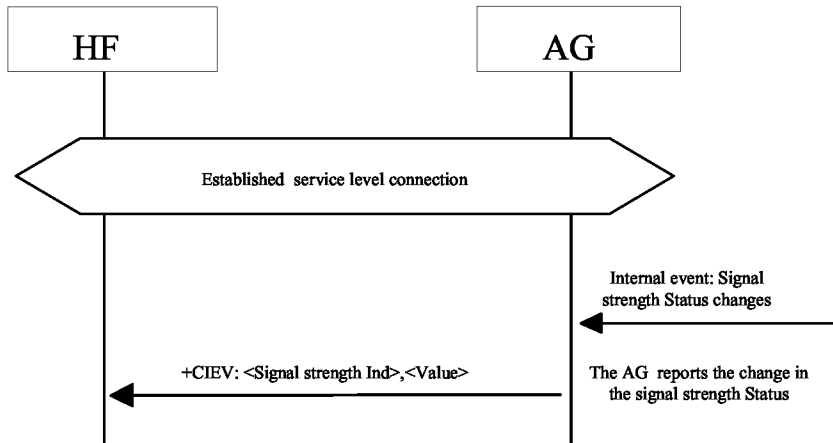 HF
AG
Established service level connection
Internal event: Signal
strength Status changes
+CIEV: <Signal strength Ind>,<Value>
The AG reports the change in
the signal strength Status